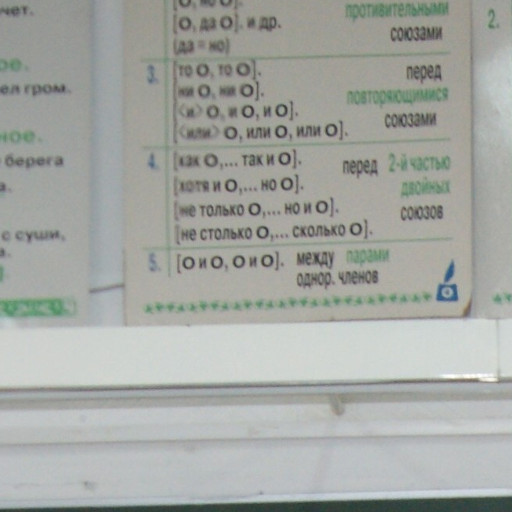 чет.
ое.
ел гром.
ное.
берега
а.
с суши,
а.
[О, но О].
[О, да О]. и др.
(да = но)
противительными
союзами
3. [то О, то О].
[ни О, ни О].
<и> О, и О, и О].
<или> О, или О, или О].
перед
повторяющимися
союзами
4. [как О,... так и О].
[хотя и О,... но О].
[не только О,... но и О].
[не столько О,... сколько О].
перед 2-й частью
двойных
союзов
5. [О и О, О и О]. между парами
однор. членов
2.